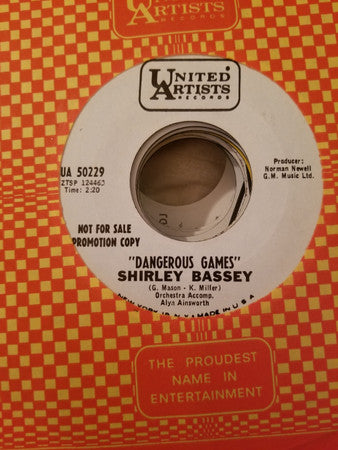 UNITED
ARTISTS
RECORDS
UNITED
ARTISTS
RECORDS
UA 50229
ZTSP 124463
Time: 2:20
Producer:
Norman Newell
G.M. Music Ltd.
NOT FOR SALE
PROMOTION COPY
"DANGEROUS GAMES"
SHIRLEY BASSEY
(G. Mason - K. Miller)
Orchestra Accomp.
Alyn Ainsworth
MADE IN U.S.A.
THE PROUDEST
NAME IN
ENTERTAINMENT